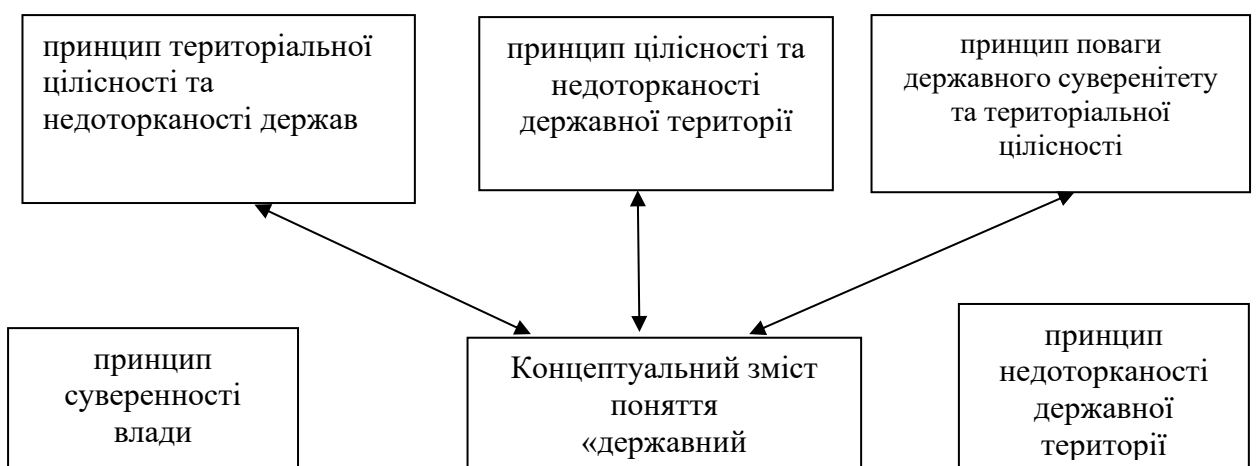 принцип територіальної
цілісності та
недоторканості держав
принцип цілісності та
недоторканості
державної території
принцип поваги
державного суверенітету
та територіальної
цілісності
принцип
суверенності
влади
Концептуальний зміст
поняття
«державний
принцип
недоторканості
державної
території